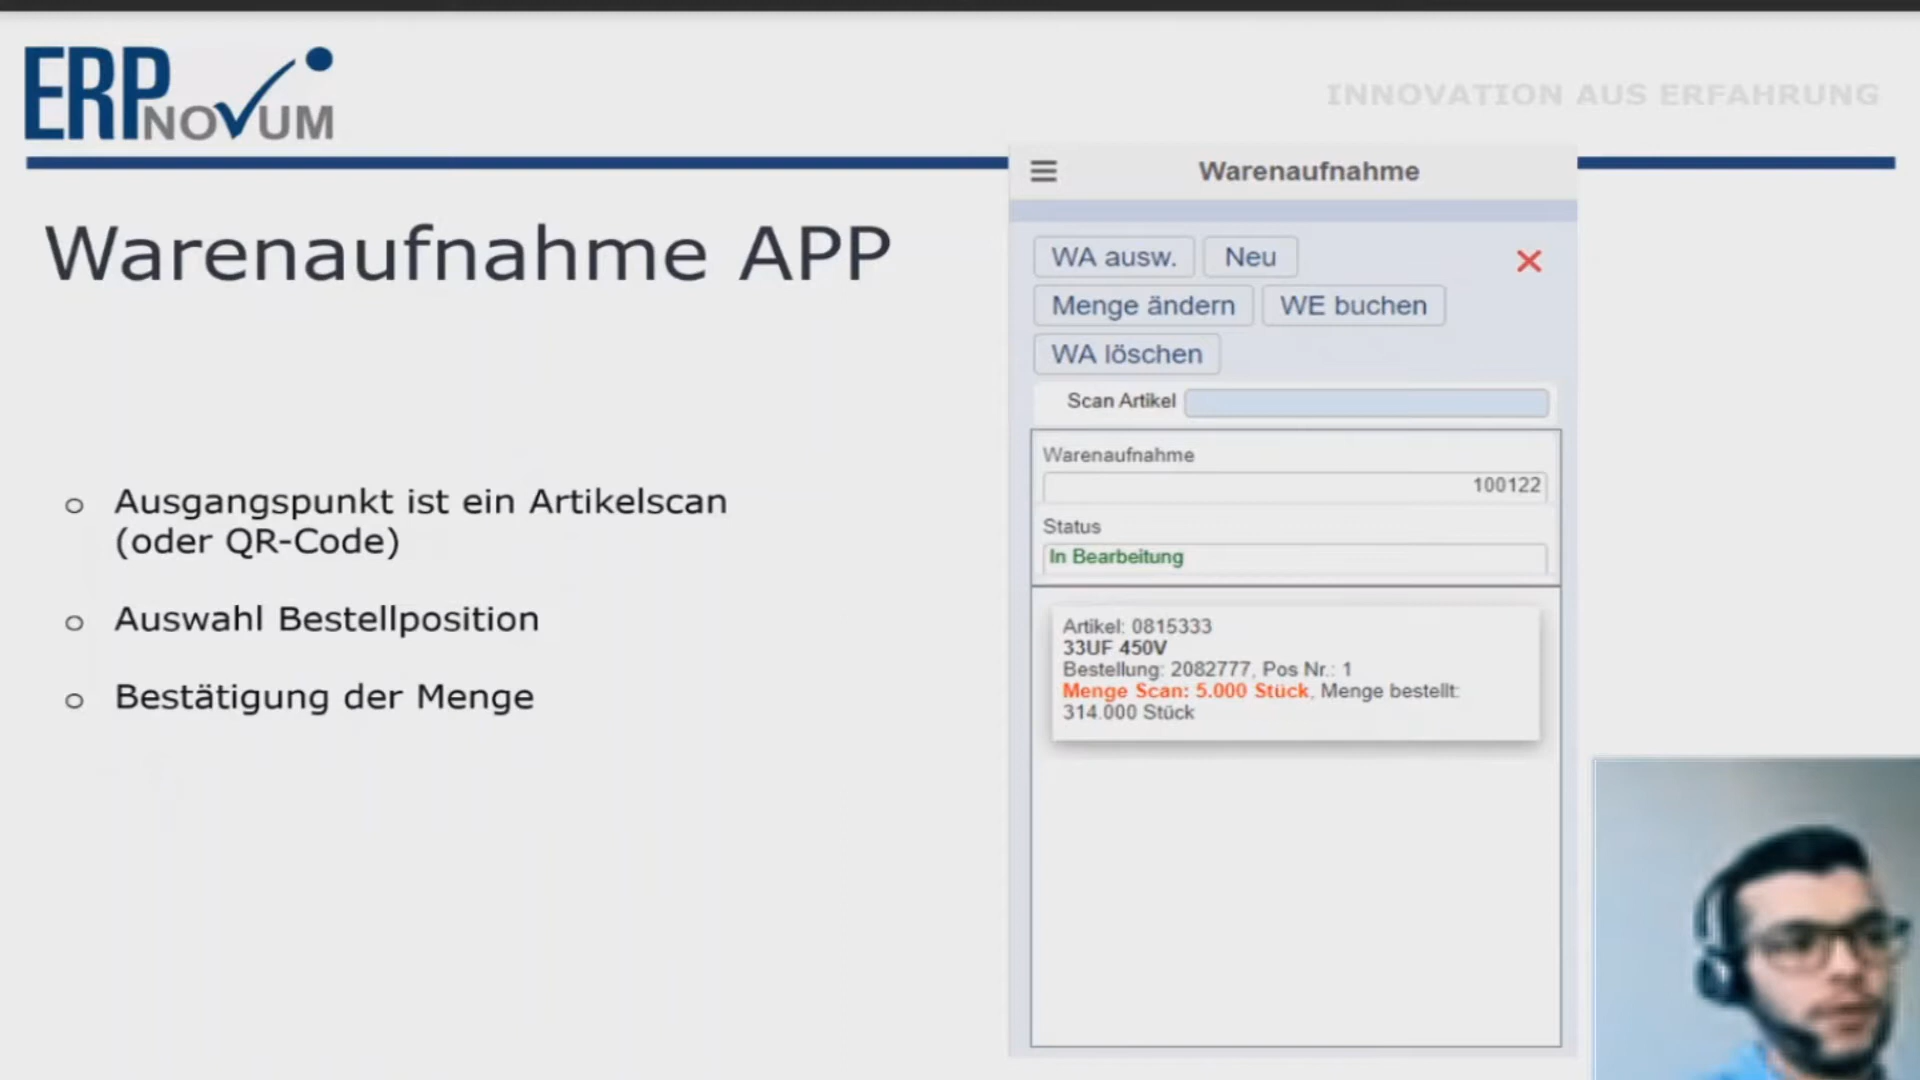 ERP NOVUM
INNOVATION AUS ERFAHRUNG
Warenaufnahme APP
o Ausgangspunkt ist ein Artikelscan
(oder QR-Code)
o Auswahl Bestellposition
o Bestätigung der Menge
Warenaufnahme
WA ausw. Neu
Menge ändern WE buchen
WA löschen
Scan Artikel
Warenaufnahme
100122
Status
In Bearbeitung
Artikel: 0815333
33UF 450V
Bestellung: 2082777, Pos Nr.: 1
Menge Scan: 5.000 Stück, Menge bestellt:
314.000 Stück